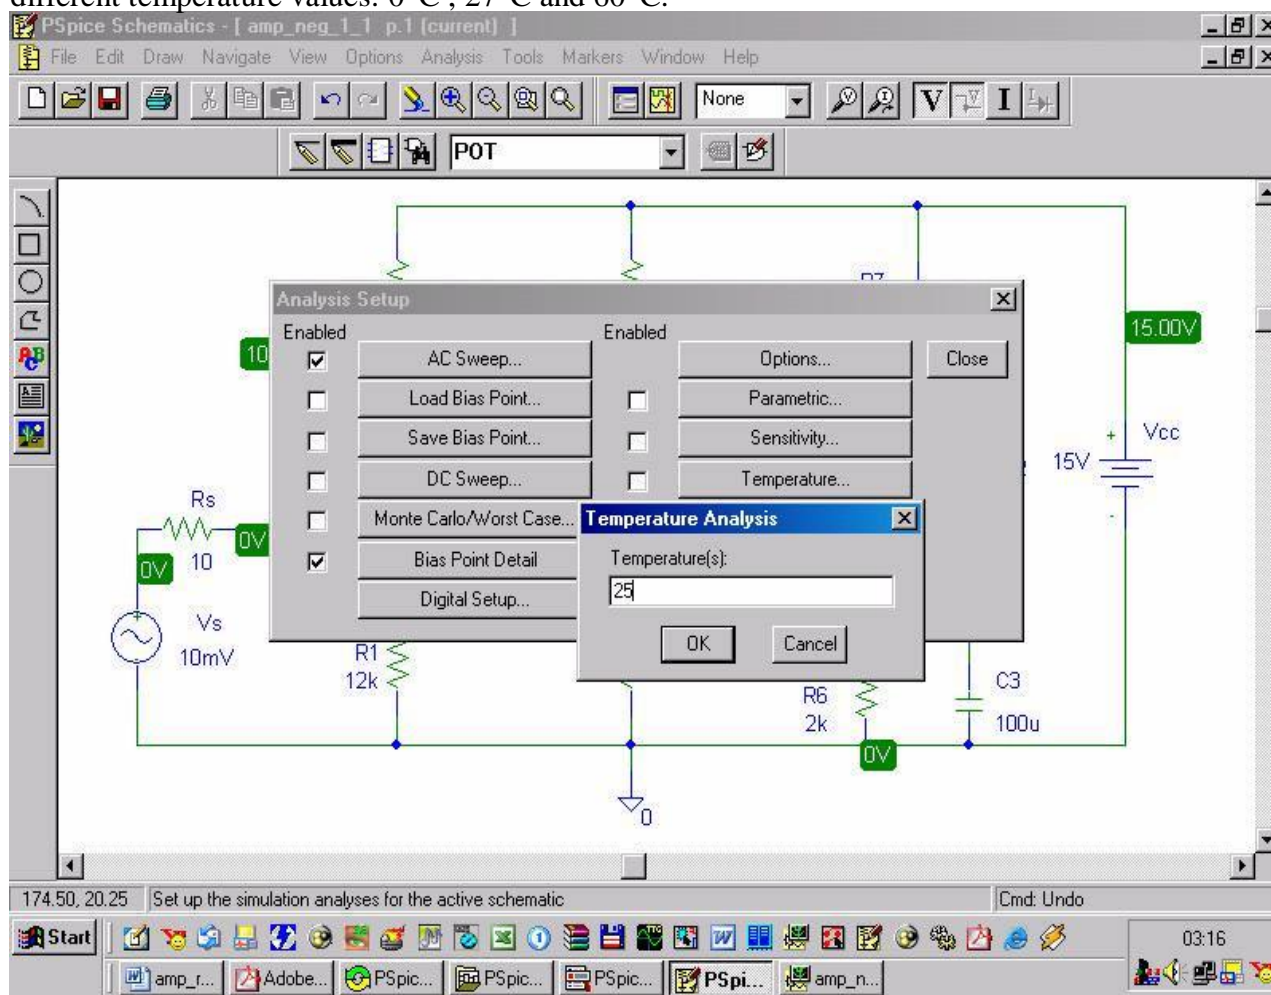 different temperature values: 0°C , 27°C and 60°C.
PSpice Schematics - [ amp_neg_1_1 p.1 (current) ]
File Edit Draw Navigate View Options Analysis Tools Markers Window Help
None
V I
POT
Analysis Setup
Enabled Enabled
AC Sweep... Options... Close
Load Bias Point... Parametric...
Save Bias Point... Sensitivity...
DC Sweep... Temperature...
Monte Carlo/Worst Case...
Bias Point Detail
Digital Setup...
Temperature Analysis
Temperature(s):
25
OK Cancel
10
15.00V
Vcc
15V
+
-
Rs
10
0V
0V
Vs
10mV
R1
12k
R6
2k
C3
100u
0V
0
174.50, 20.25 Set up the simulation analyses for the active schematic Cmd: Undo
Start 03:16
amp_r... Adobe... PSpic... PSpic... PSpic... PSpi... amp_n...